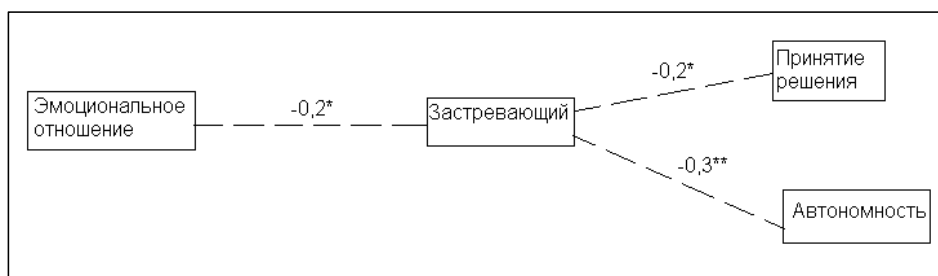 Эмоциональное
отношение
-0,2*
Застревающий
-0,2*
Принятие
решения
-0,3**
Автономность